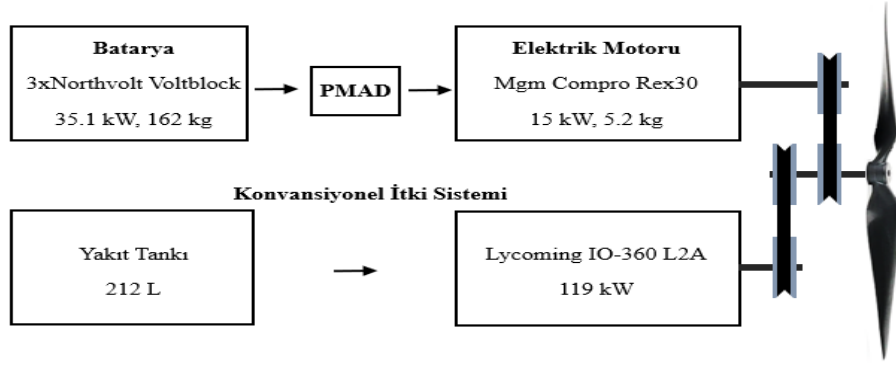 Batarya
3xNorthvolt Voltblock
35.1 kW, 162 kg
PMAD
Elektrik Motoru
Mgm Compro Rex30
15 kW, 5.2 kg
Konvansiyonel İtki Sistemi
Yakıt Tankı
212 L
Lycoming IO-360 L2A
119 kW